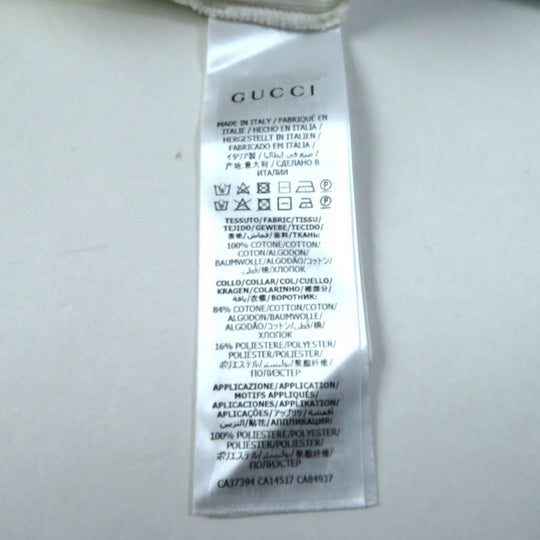 GUCCI
MADE IN ITALY / FABRIQUÉ EN
ITALIE / HECHO EN ITALIA /
HERGESTELLT IN ITALIEN /
FABRICADO EM ITÀLIA /
イタリア製 / صنع في إيطاليا /
产地:意大利 / СДЕЛАНО В
ИТАЛИИ
TESSUTO/FABRIC/TISSU/
TEJIDO/GEWEBE/TECIDO/
表地/قماش/面料/ТКАНЬ:
100% COTONE/COTTON/
COTON/ALGODON/
BAUMWOLLE/ALGODÃO/コットン/
قطن/棉/ХЛОПОК
COLLO/COLLAR/COL/CUELLO/
KRAGEN/COLARINHO/襟部分/
ياقة/衣领/ВОРОТНИК:
84% COTONE/COTTON/COTON/
ALGODON/BAUMWOLLE/
ALGODÃO/コットン/قطن/棉/
ХЛОПОК
16% POLIESTERE/POLYESTER/
POLIÉSTER/POLIESTER/
ポリエステル/بوليستر/聚酯纤维/
ПОЛИЭСТЕР
APPLICAZIONE/APPLICATION/
MOTIFS APPLIQUÉS/
APLICACIONES/APPLIKATION/
APLICAÇÕES/アップリケ/
/贴花/АППЛИКАЦИЯ:
100% POLIESTERE/POLYESTER/
POLIÉSTER/POLIESTER/
ポリエステル/بوليستر/聚酯纤维/
ПОЛИЭСТЕР
CA37394 CA14517 CA84937